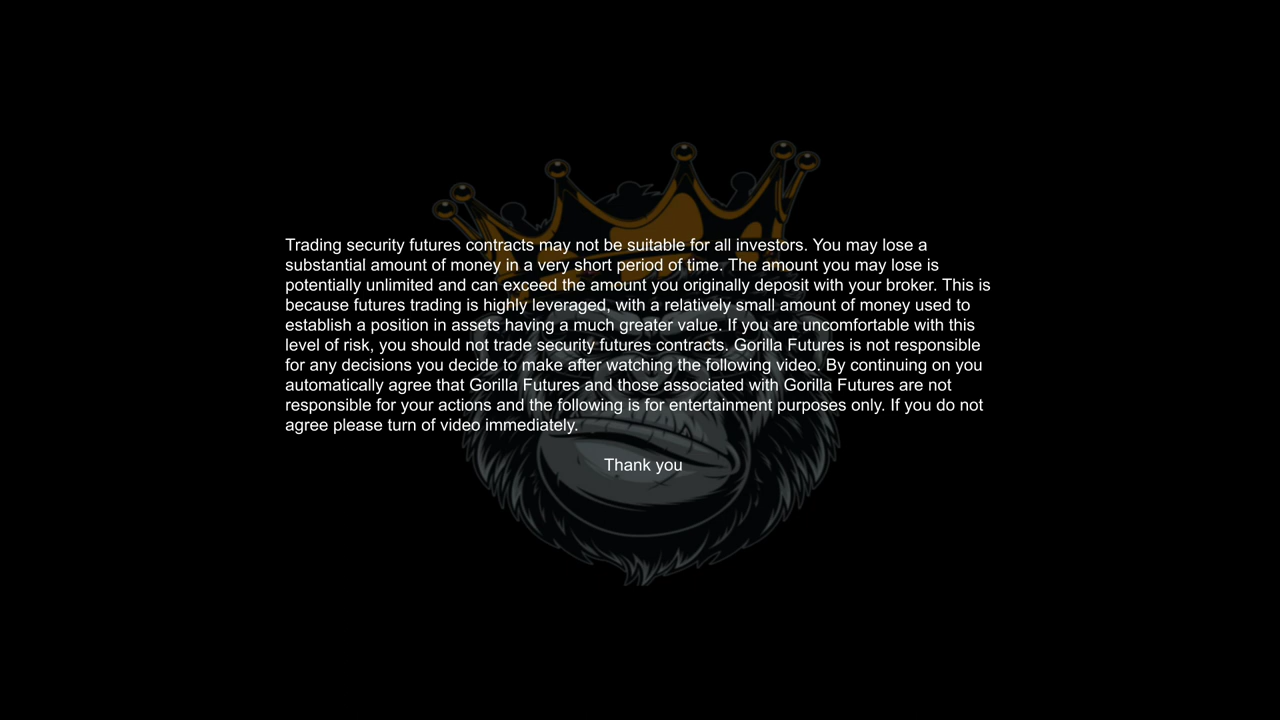 Trading security futures contracts may not be suitable for all investors. You may lose a
substantial amount of money in a very short period of time. The amount you may lose is
potentially unlimited and can exceed the amount you originally deposit with your broker. This is
because futures trading is highly leveraged, with a relatively small amount of money used to
establish a position in assets having a much greater value. If you are uncomfortable with this
level of risk, you should not trade security futures contracts. Gorilla Futures is not responsible
for any decisions you decide to make after watching the following video. By continuing on you
automatically agree that Gorilla Futures and those associated with Gorilla Futures are not
responsible for your actions and the following is for entertainment purposes only. If you do not
agree please turn of video immediately.
Thank you